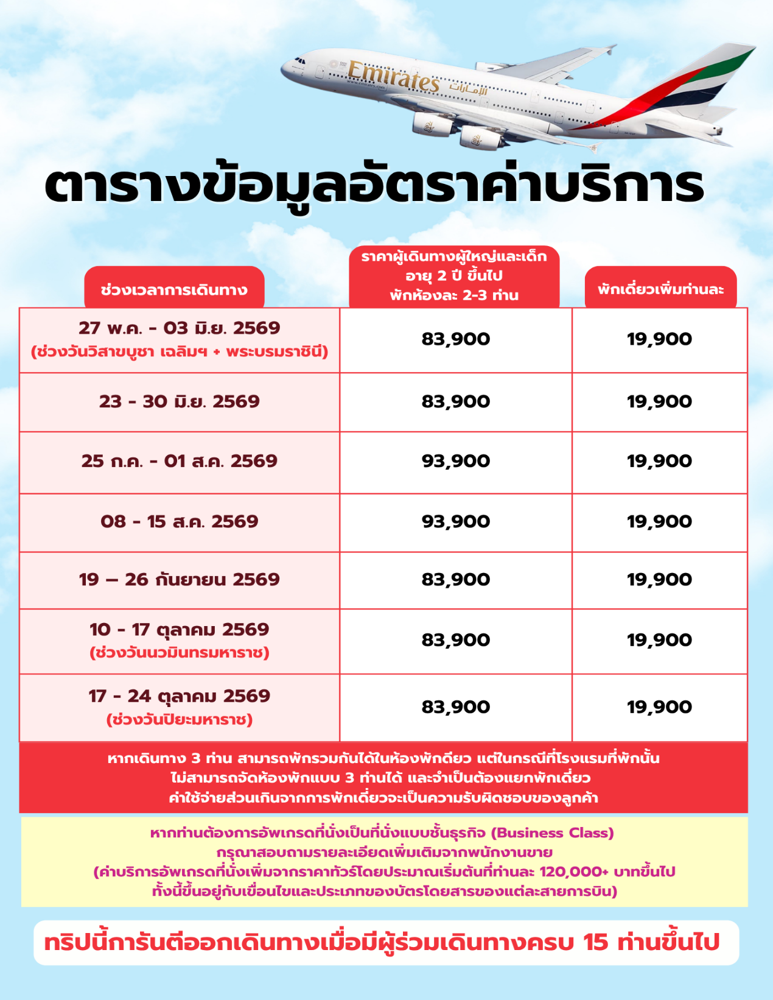 Emirates الإمارات
www.emirates.com
ตารางข้อมูลอัตราค่าบริการ
ช่วงเวลาการเดินทาง
ราคาผู้เดินทางผู้ใหญ่และเด็ก
อายุ 2 ปี ขึ้นไป
พักห้องละ 2-3 ท่าน
พักเดี่ยวเพิ่มท่านละ
27 พ.ค. - 03 มิ.ย. 2569
(ช่วงวันวิสาขบูชา เฉลิมฯ + พระบรมราชินี)
83,900
19,900
23 - 30 มิ.ย. 2569
83,900
19,900
25 ก.ค. - 01 ส.ค. 2569
93,900
19,900
08 - 15 ส.ค. 2569
93,900
19,900
19 – 26 กันยายน 2569
83,900
19,900
10 - 17 ตุลาคม 2569
(ช่วงวันนวมินทรมหาราช)
83,900
19,900
17 - 24 ตุลาคม 2569
(ช่วงวันปิยะมหาราช)
83,900
19,900
หากเดินทาง 3 ท่าน สามารถพักรวมกันได้ในห้องพักดียว แต่ในกรณีที่โรงแรมที่พักนั้น
ไม่สามารถจัดห้องพักแบบ 3 ท่านได้ และจำเป็นต้องแยกพักเดี่ยว
ค่าใช้จ่ายส่วนเกินจากการพักเดี่ยวจะเป็นความรับผิดชอบของลูกค้า
หากท่านต้องการอัพเกรดที่นั่งเป็นที่นั่งแบบชั้นธุรกิจ (Business Class)
กรุณาสอบถามรายละเอียดเพิ่มเติมจากพนักงานขาย
(ค่าบริการอัพเกรดที่นั่งเพิ่มจากราคาทัวร์โดยประมาณเริ่มต้นที่ท่านละ 120,000+ บาทขึ้นไป
ทั้งนี้ขึ้นอยู่กับเขื่อนไขและประเภทของบัตรโดยสารของแต่ละสายการบิน)
ทริปนี้การันตีออกเดินทางเมื่อมีผู้ร่วมเดินทางครบ 15 ท่านขึ้นไป